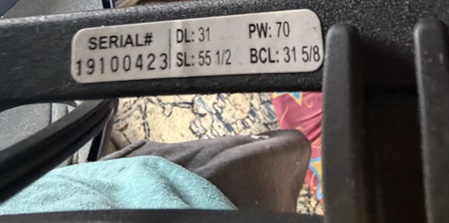 SERIAL# DL: 31 PW: 70
19100423 SL: 55 1/2 BCL: 31 5/8